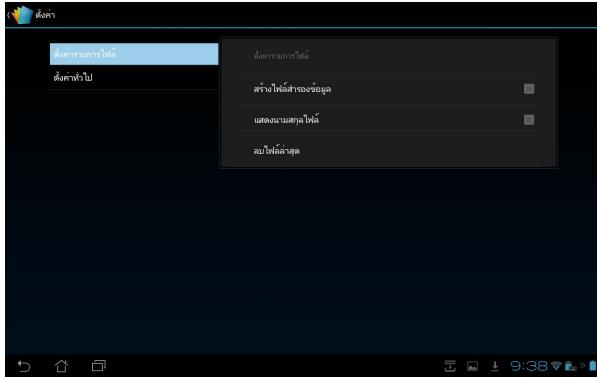 ตั้งค่า
ตั้งค่ารายการไฟล์
ตั้งค่าทั่วไป
ตั้งค่ารายการไฟล์
สร้างไฟล์สำรองข้อมูล
แสดงนามสกุลไฟล์
ลบไฟล์ล่าสุด
9:38